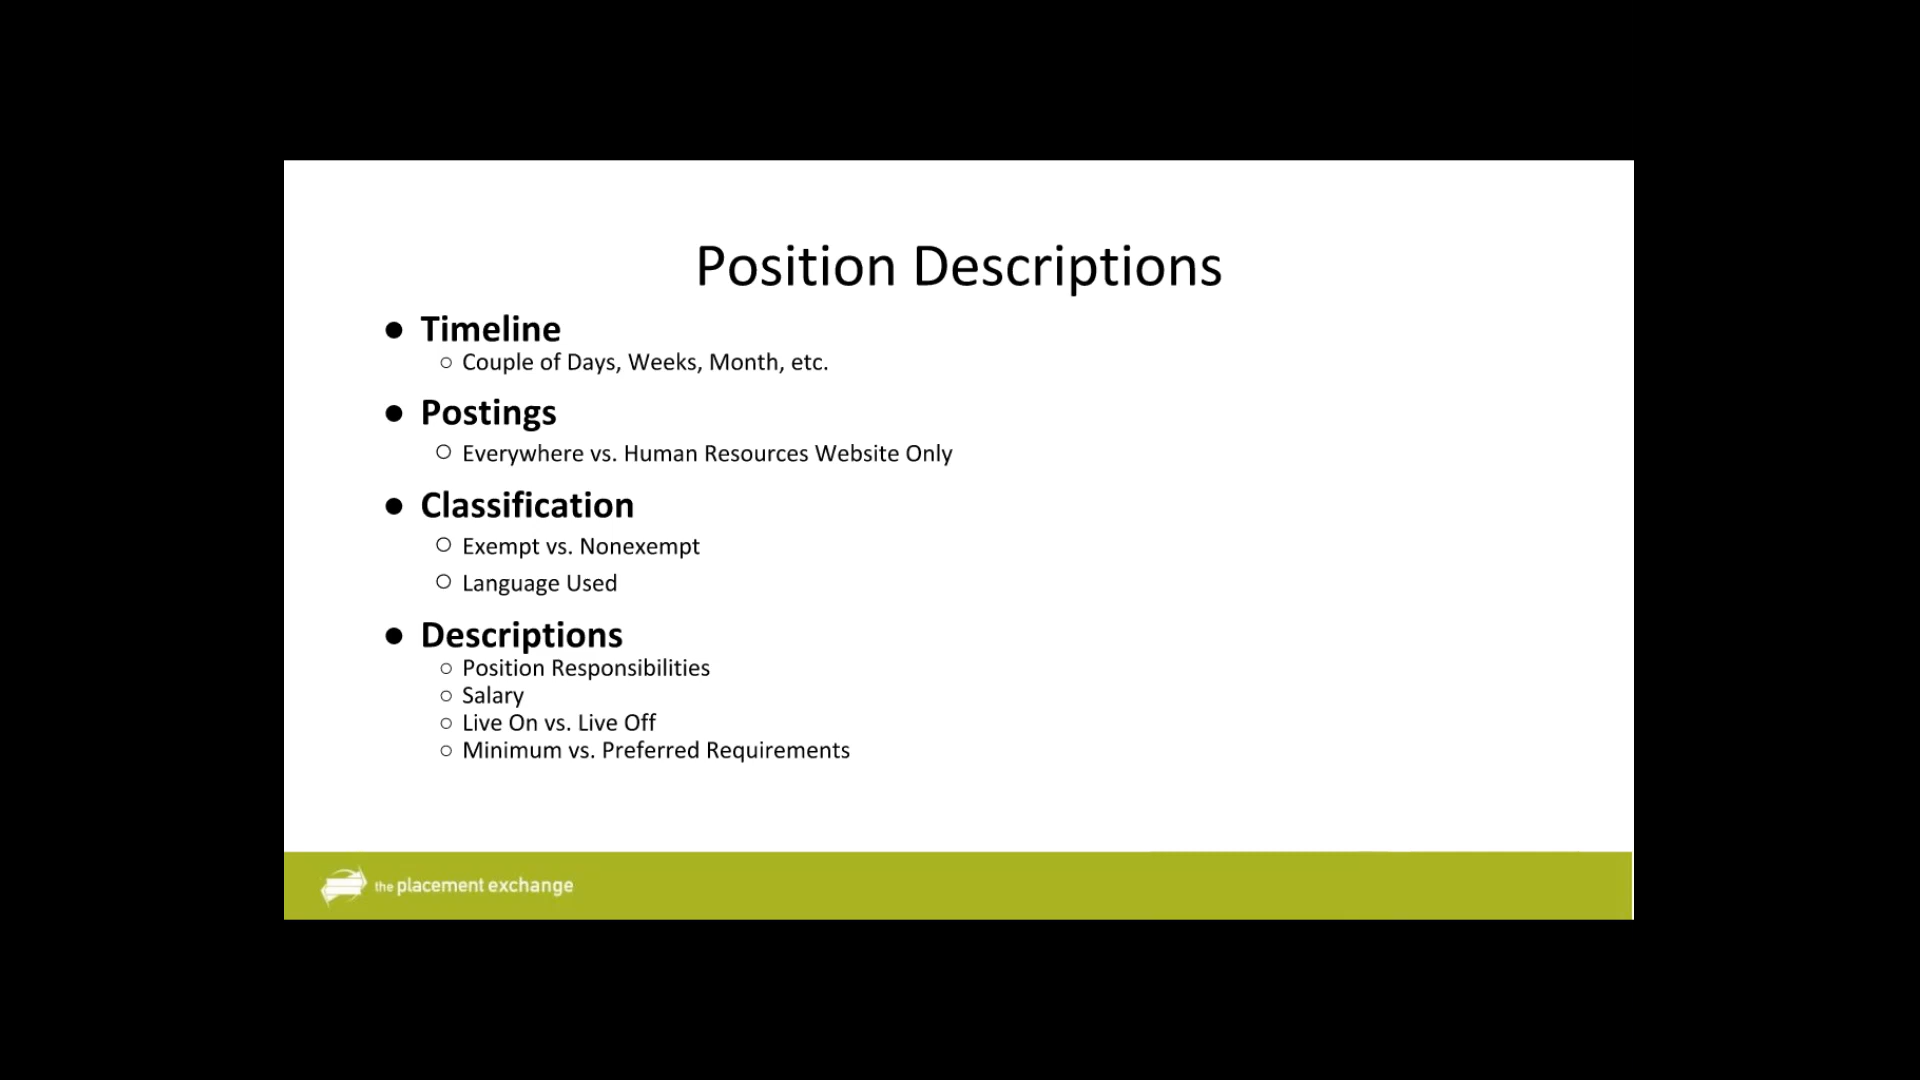 Position Descriptions
● Timeline
○ Couple of Days, Weeks, Month, etc.
● Postings
○ Everywhere vs. Human Resources Website Only
● Classification
○ Exempt vs. Nonexempt
○ Language Used
● Descriptions
○ Position Responsibilities
○ Salary
○ Live On vs. Live Off
○ Minimum vs. Preferred Requirements
the placement exchange